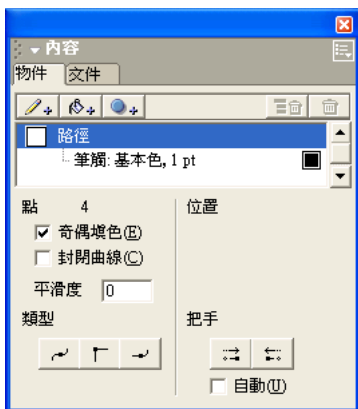 內容
物件 文件
路徑
筆觸: 基本色, 1 pt
點 4 位置
奇偶填色(E)
封閉曲線(C)
平滑度 0
類型 把手
自動(U)